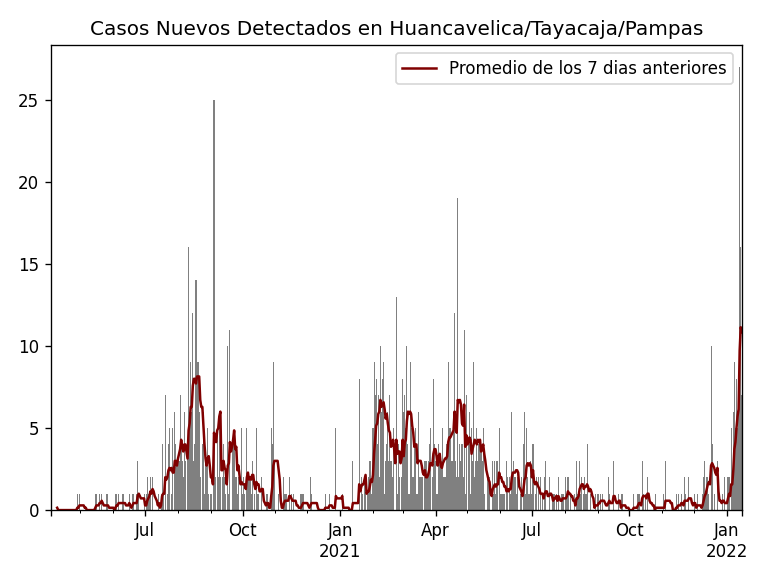 Casos Nuevos Detectados en Huancavelica/Tayacaja/Pampas
Promedio de los 7 dias anteriores
25
20
15
10
5
0
Jul Oct Jan Apr Jul Oct Jan
2021 2022